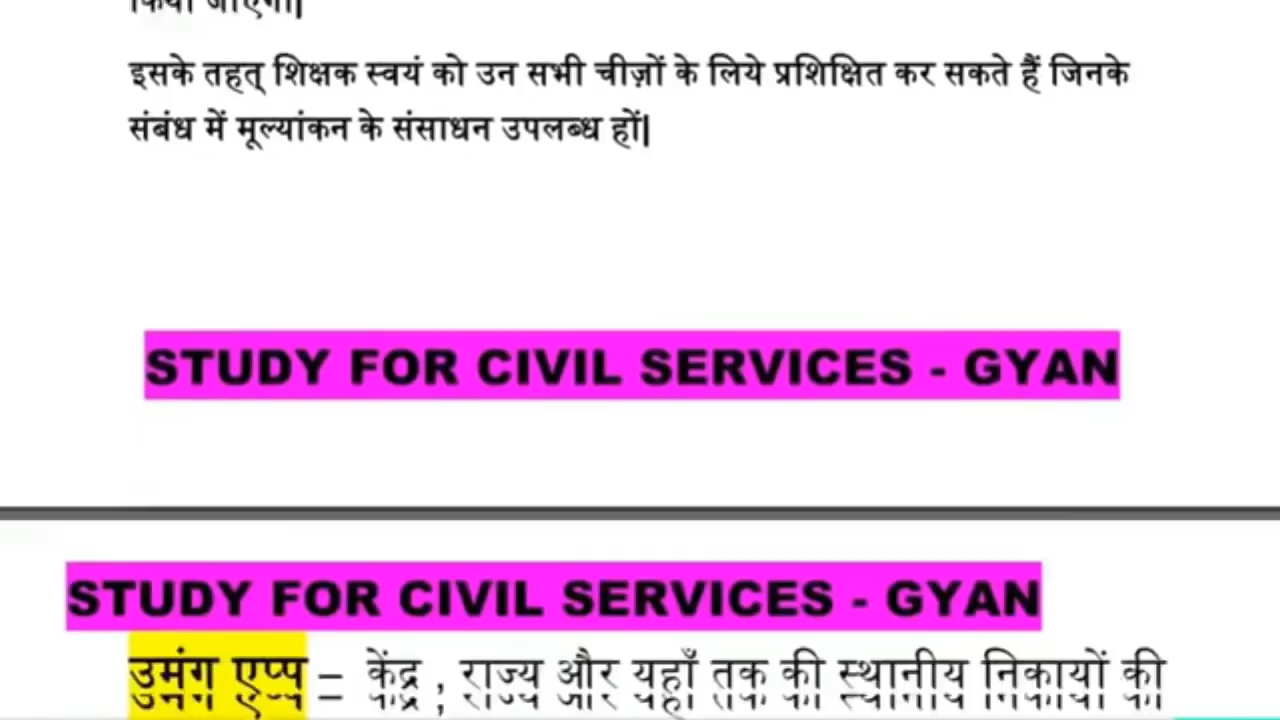 किया जाएगा|
इसके तहत् शिक्षक स्वयं को उन सभी चीज़ों के लिये प्रशिक्षित कर सकते हैं जिनके
संबंध में मूल्यांकन के संसाधन उपलब्ध हों|
STUDY FOR CIVIL SERVICES - GYAN
STUDY FOR CIVIL SERVICES - GYAN
उमंग एप्प – केंद्र , राज्य और यहाँ तक की स्थानीय निकायों की